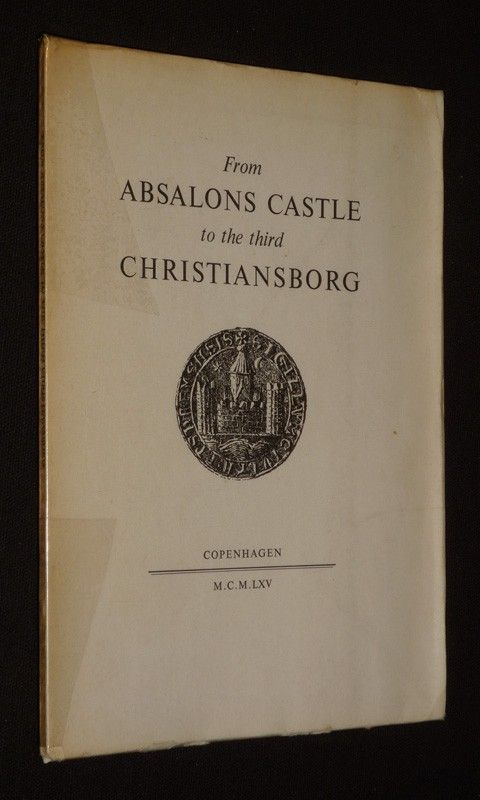 From
ABSALONS CASTLE
to the third
CHRISTIANSBORG
COPENHAGEN
M.C.M.LXV